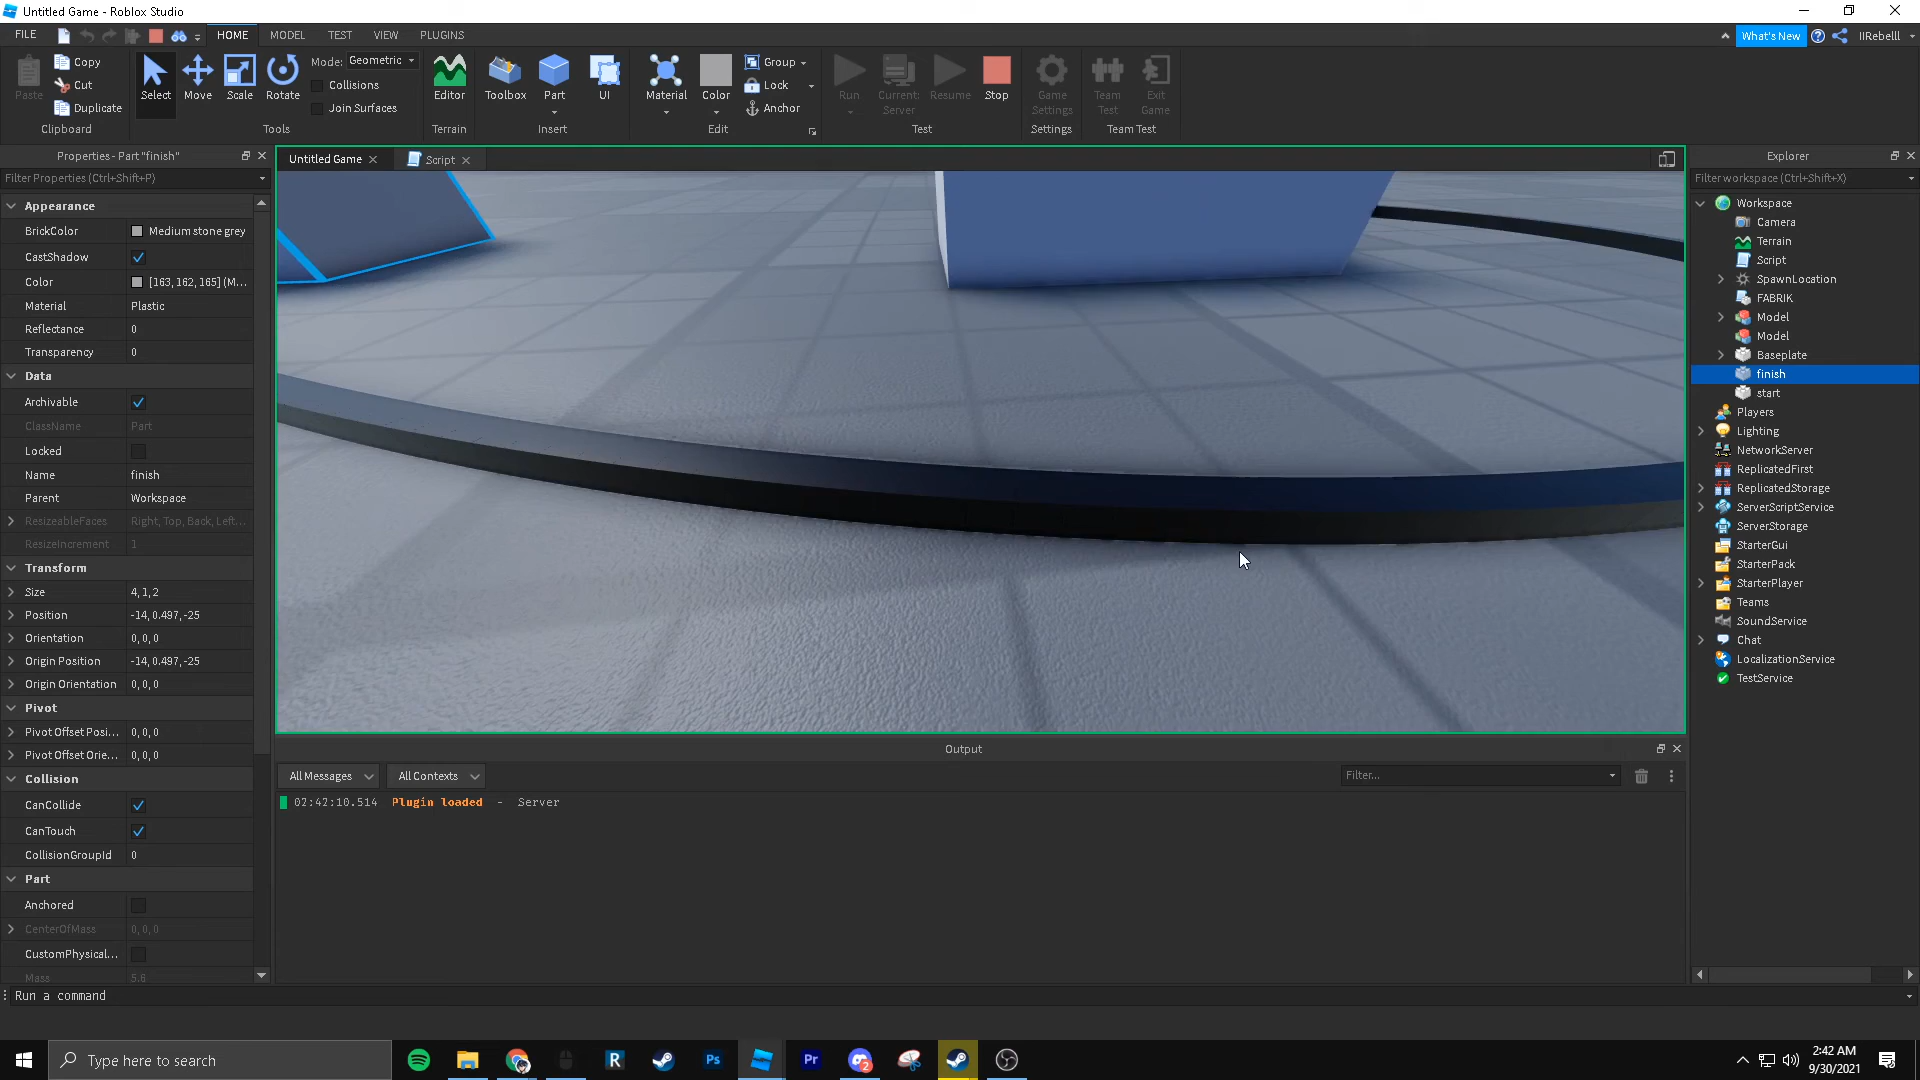 Untitled Game - Roblox Studio
FILE
HOME
MODEL
TEST
VIEW
PLUGINS
What's New
IIRebelll
Paste
Copy
Cut
Duplicate
Clipboard
Select
Move
Scale
Rotate
Mode:
Geometric
Collisions
Join Surfaces
Tools
Editor
Terrain
Toolbox
Part
UI
Insert
Material
Color
Group
Lock
Anchor
Edit
Run
Current:
Server
Resume
Stop
Test
Game
Settings
Settings
Team
Test
Exit
Game
Team Test
Properties - Part "finish"
Filter Properties (Ctrl+Shift+P)
Appearance
BrickColor Medium stone grey
CastShadow
Color [163, 162, 165] (M...
Material Plastic
Reflectance 0
Transparency 0
Data
Archivable
ClassName Part
Locked
Name finish
Parent Workspace
ResizeableFaces Right, Top, Back, Left...
ResizeIncrement 1
Transform
Size 4, 1, 2
Position -14, 0.497, -25
Orientation 0, 0, 0
Origin Position -14, 0.497, -25
Origin Orientation 0, 0, 0
Pivot
Pivot Offset Posi... 0, 0, 0
Pivot Offset Orie... 0, 0, 0
Collision
CanCollide
CanTouch
CollisionGroupId 0
Part
Anchored
CenterOfMass 0, 0, 0
CustomPhysical...
Mass 5.6
Untitled Game
Script
Output
All Messages
All Contexts
Filter...
02:42:10.514 Plugin loaded - Server
Explorer
Filter workspace (Ctrl+Shift+X)
Workspace
Camera
Terrain
Script
SpawnLocation
FABRIK
Model
Model
Baseplate
finish
start
Players
Lighting
NetworkServer
ReplicatedFirst
ReplicatedStorage
ServerScriptService
ServerStorage
StarterGui
StarterPack
StarterPlayer
Teams
SoundService
Chat
LocalizationService
TestService
Run a command
Type here to search
R
Ps
Pr
2
2:42 AM
9/30/2021